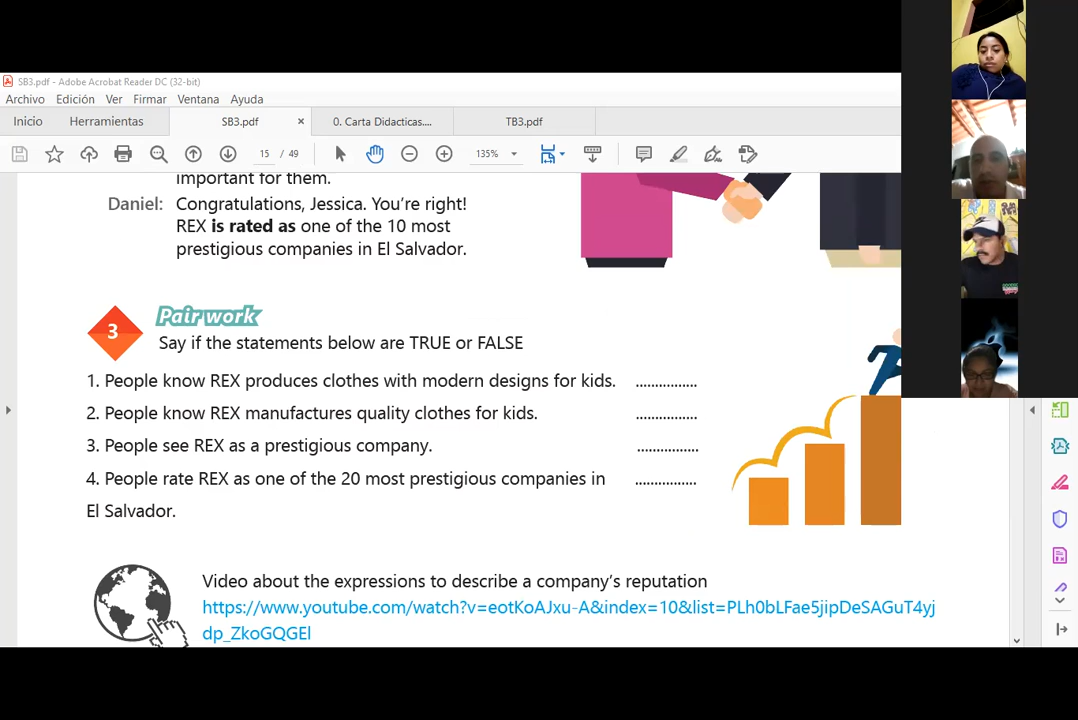 SB3.pdf - Adobe Acrobat Reader DC (32-bit)
Archivo Edición Ver Firmar Ventana Ayuda
Inicio Herramientas SB3.pdf × 0. Carta Didacticas.... TB3.pdf
15 / 49 135%
important for them.
Daniel: Congratulations, Jessica. You're right!
REX is rated as one of the 10 most
prestigious companies in El Salvador.
3 Pair work
Say if the statements below are TRUE or FALSE
1. People know REX produces clothes with modern designs for kids. ................
2. People know REX manufactures quality clothes for kids. ................
3. People see REX as a prestigious company. ................
4. People rate REX as one of the 20 most prestigious companies in ................
El Salvador.
Video about the expressions to describe a company's reputation
https://www.youtube.com/watch?v=eotKoAJxu-A&index=10&list=PLh0bLFae5jipDeSAGuT4yj
dp_ZkoGQGEl